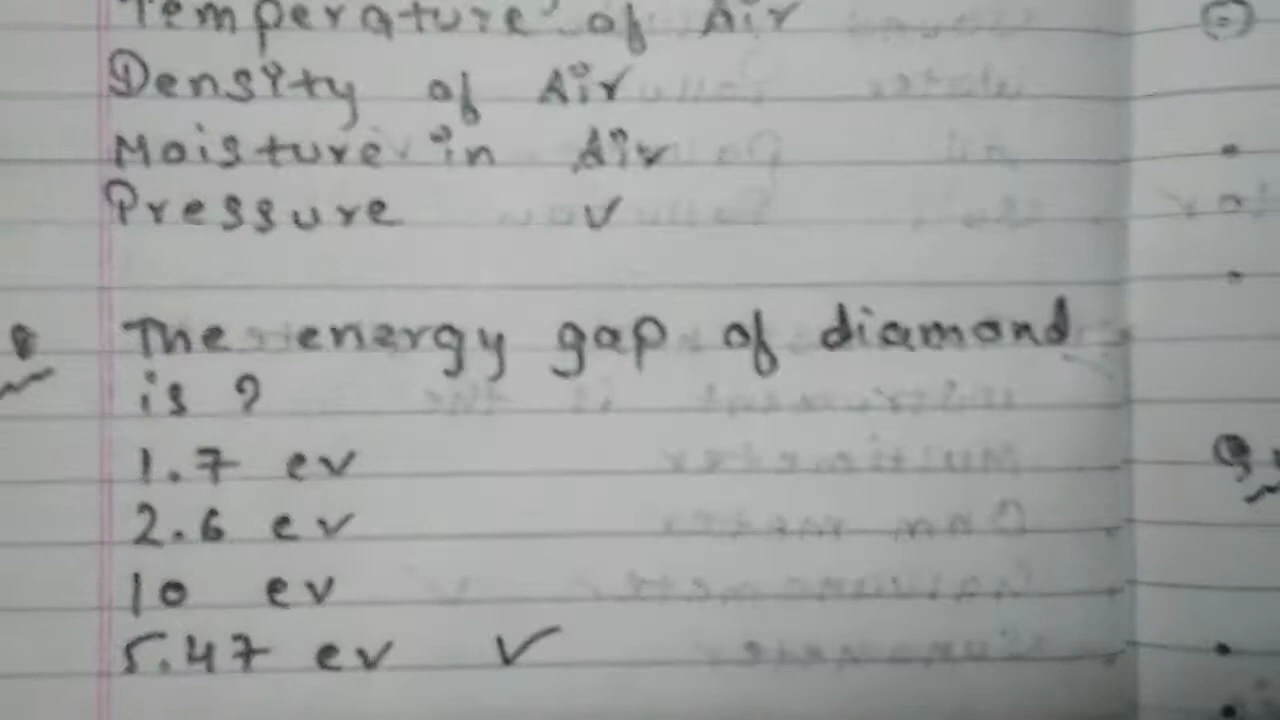 Temperature of Air
Density of Air
Moisture in Air
Pressure ✓
The energy gap of diamond
is ?
1.7 ev
2.6 ev
10 ev
5.47 ev ✓